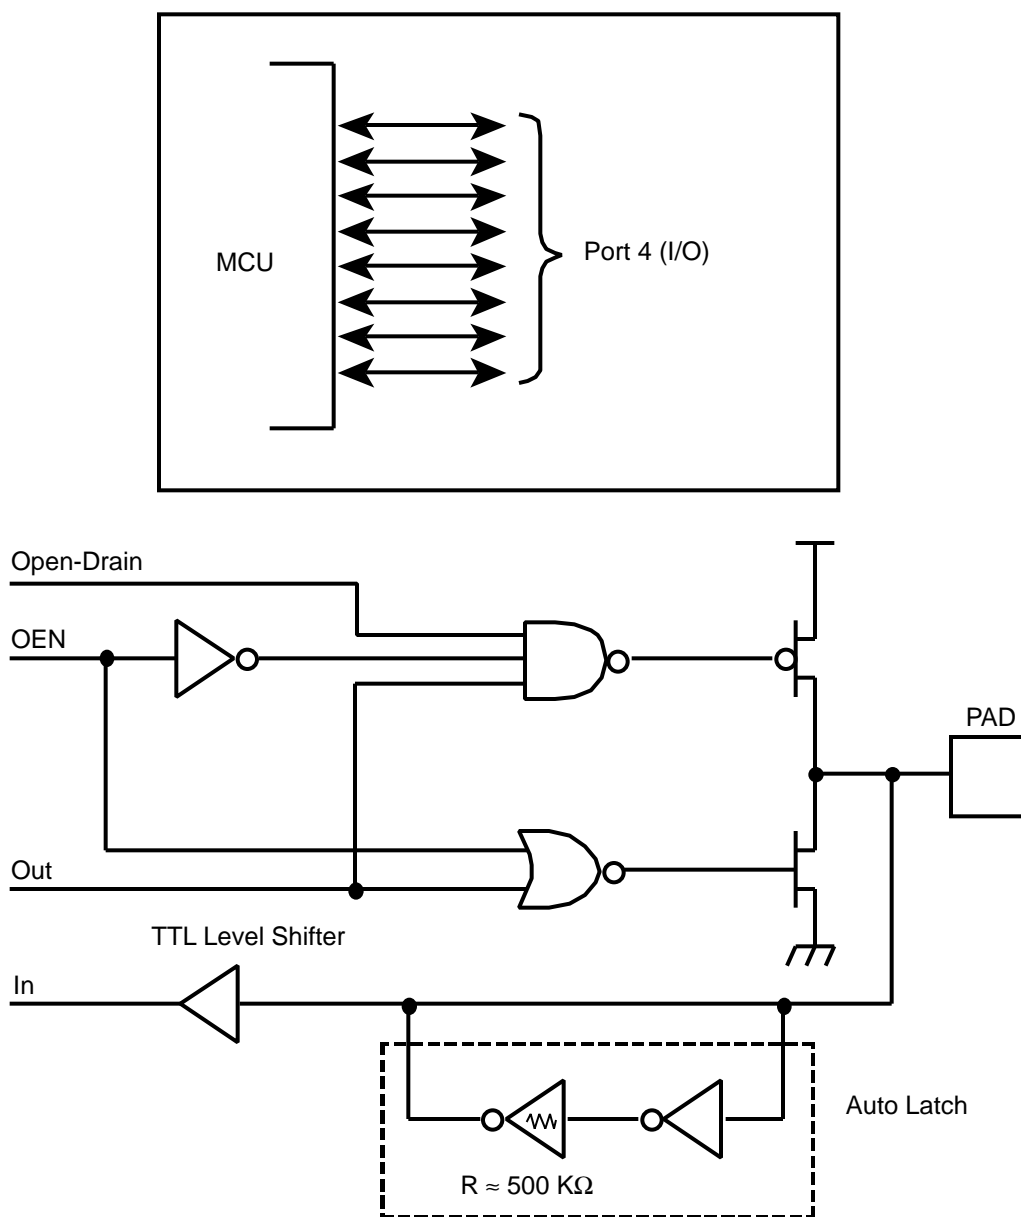 MCU
Port 4 (I/O)
Open-Drain
OEN
PAD
Out
TTL Level Shifter
In
Auto Latch
R ≈ 500 KΩ